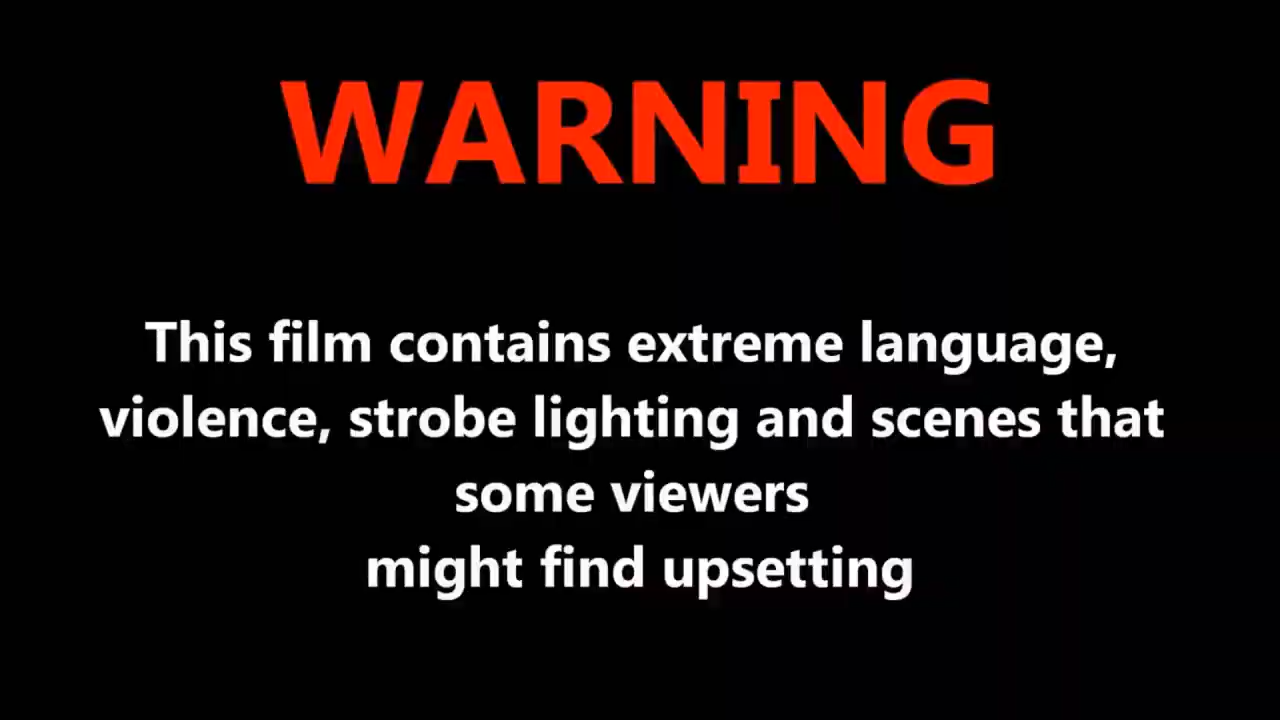 WARNING
This film contains extreme language,
violence, strobe lighting and scenes that
some viewers
might find upsetting